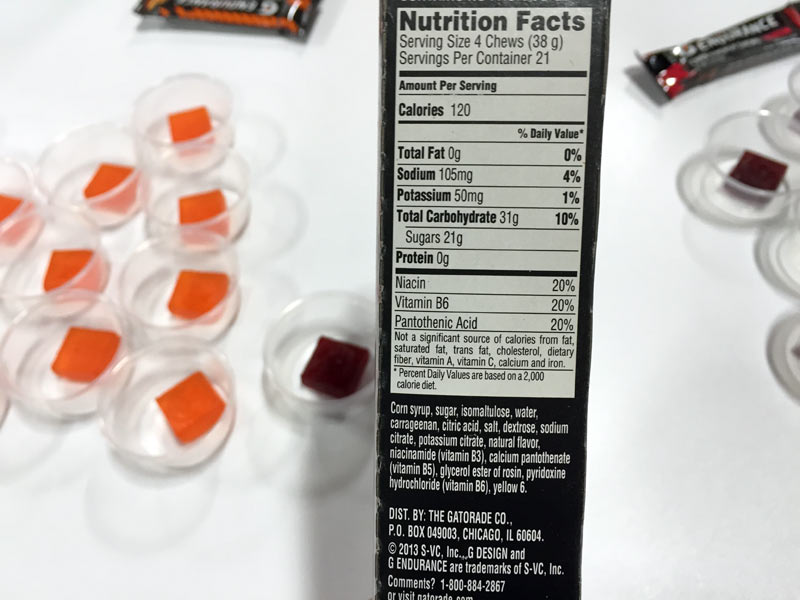 ENDURANCE
Nutrition Facts
Serving Size 4 Chews (38 g)
Servings Per Container 21
Amount Per Serving
Calories 120
% Daily Value*
Total Fat 0g 0%
Sodium 105mg 4%
Potassium 50mg 1%
Total Carbohydrate 31g 10%
Sugars 21g
Protein 0g
Niacin 20%
Vitamin B6 20%
Pantothenic Acid 20%
Not a significant source of calories from fat,
saturated fat, trans fat, cholesterol, dietary
fiber, vitamin A, vitamin C, calcium and iron.
* Percent Daily Values are based on a 2,000
calorie diet.
Corn syrup, sugar, isomaltulose, water,
carrageenan, citric acid, salt, dextrose, sodium
citrate, potassium citrate, natural flavor,
niacinamide (vitamin B3), calcium pantothenate
(vitamin B5), glycerol ester of rosin, pyridoxine
hydrochloride (vitamin B6), yellow 6.
DIST. BY: THE GATORADE CO.,
P.O. BOX 049003, CHICAGO, IL 60604.
© 2013 S-VC, Inc., G DESIGN and
G ENDURANCE are trademarks of S-VC, Inc.
Comments? 1-800-884-2867
or visit gatorade.com